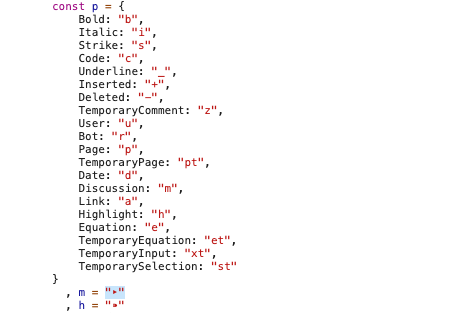 const p = {
Bold: "b",
Italic: "i",
Strike: "s",
Code: "c",
Underline: "_",
Inserted: "+",
Deleted: "-",
TemporaryComment: "z",
User: "u",
Bot: "r",
Page: "p",
TemporaryPage: "pt",
Date: "d",
Discussion: "m",
Link: "a",
Highlight: "h",
Equation: "e",
TemporaryEquation: "et",
TemporaryInput: "xt",
TemporarySelection: "st"
}
, m = "‣"
, h = "⁍"